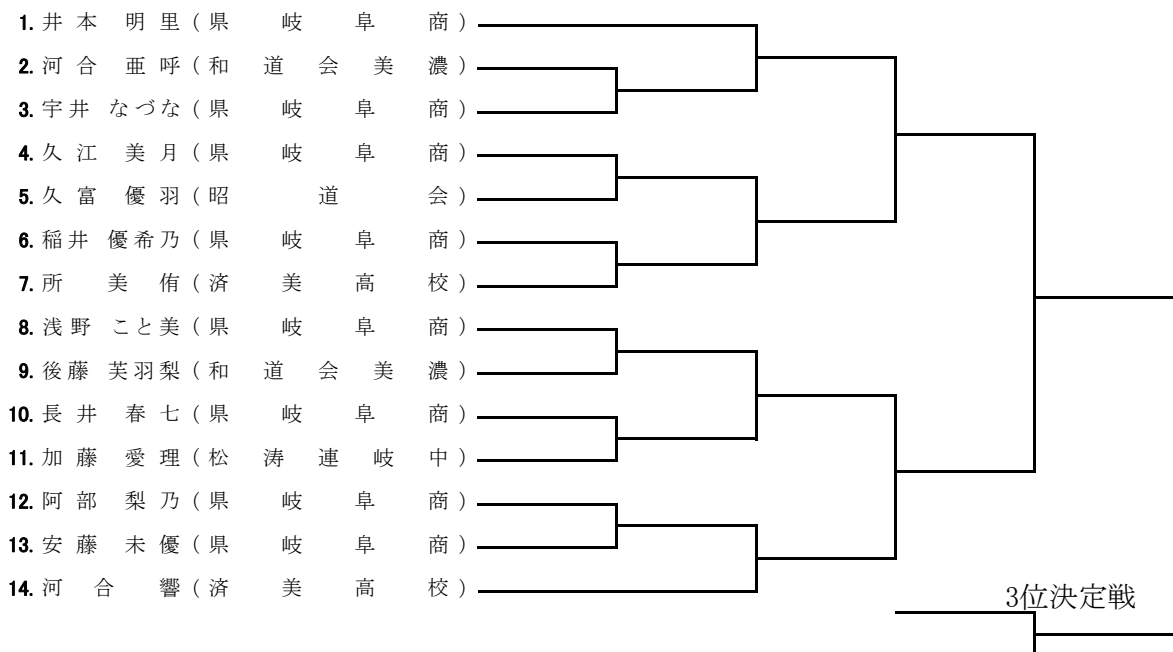 1. 井本 明里(県岐阜商)
2. 河合 亜呼(和道会美濃)
3. 宇井 なづな(県岐阜商)
4. 久江 美月(県岐阜商)
5. 久富 優羽(昭道会)
6. 稲井 優希乃(県岐阜商)
7. 所 美侑(済美高校)
8. 浅野 こと美(県岐阜商)
9. 後藤 芙羽梨(和道会美濃)
10. 長井 春七(県岐阜商)
11. 加藤 愛理(松涛連岐中)
12. 阿部 梨乃(県岐阜商)
13. 安藤 未優(県岐阜商)
14. 河合 響(済美高校)
3位決定戦